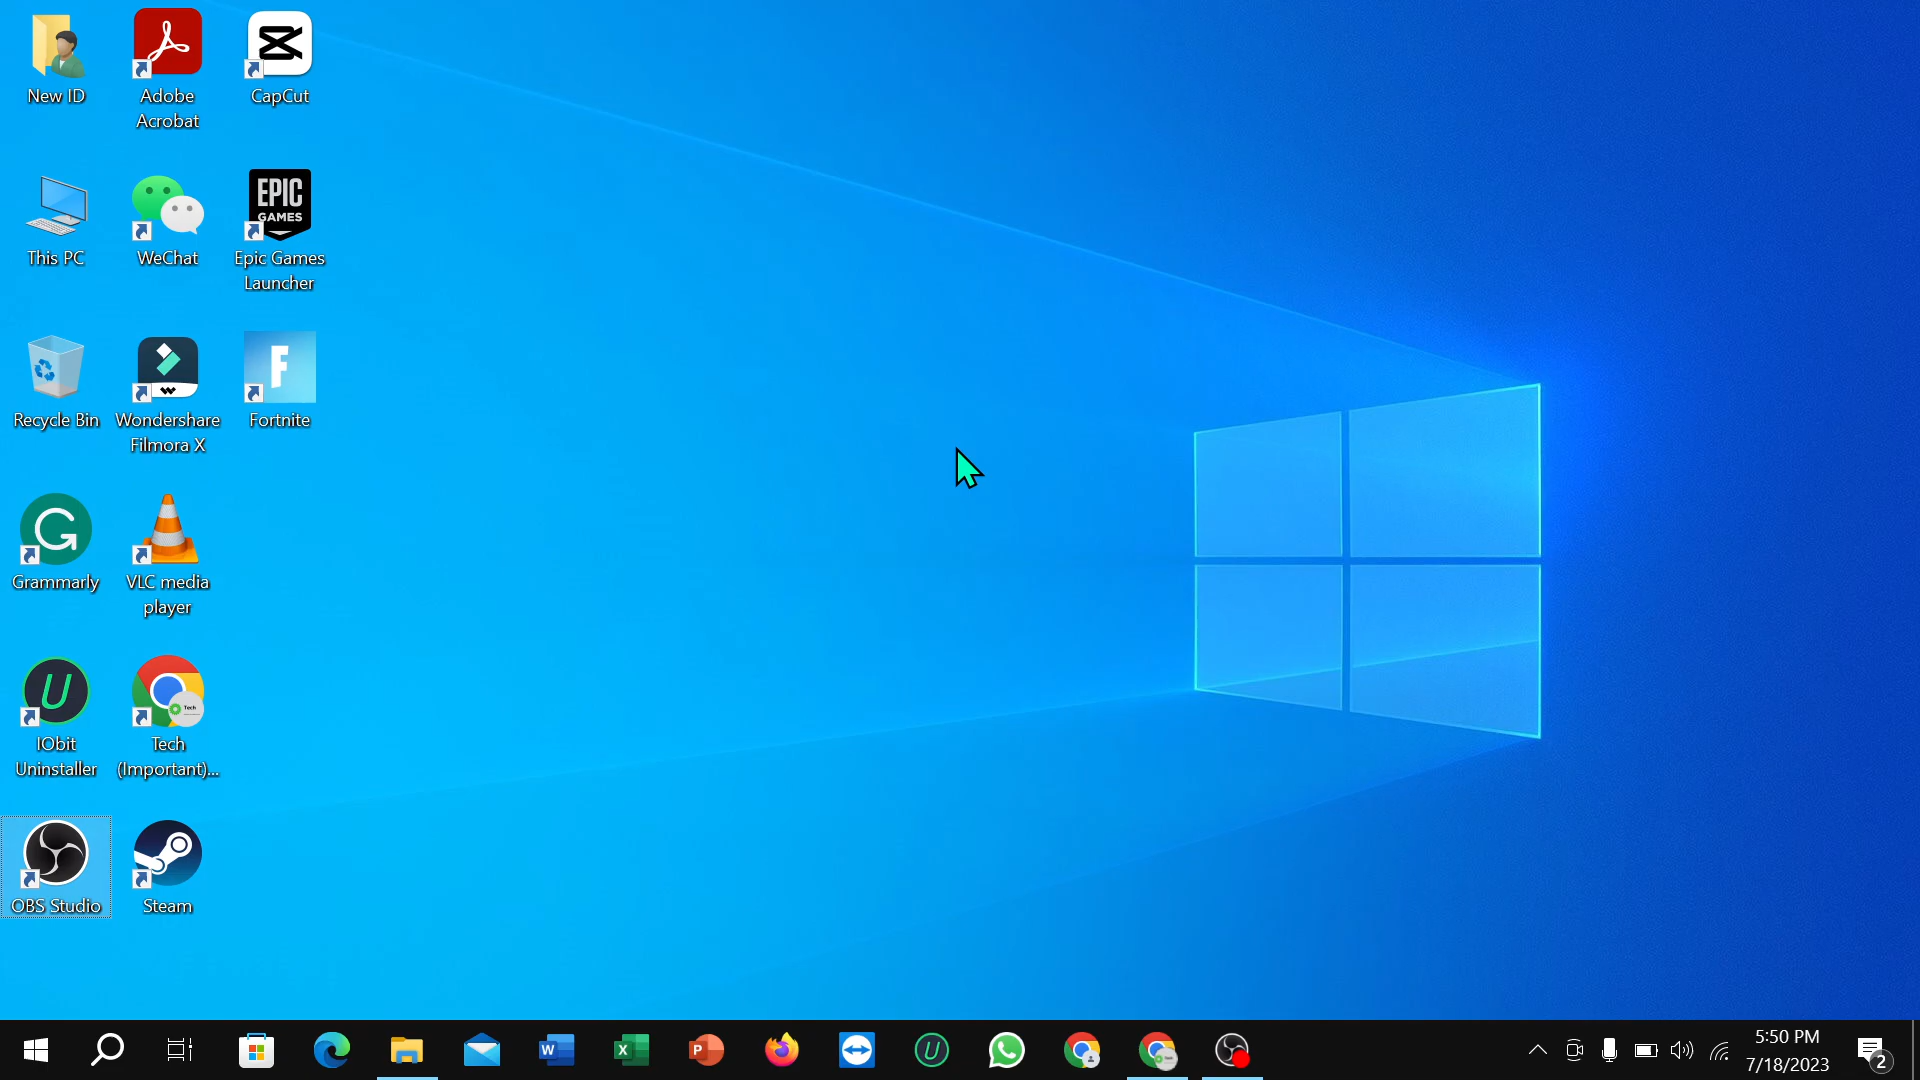 New ID
Adobe
Acrobat
CapCut
EPIC
GAMES
This PC
WeChat
Epic Games
Launcher
F
Recycle Bin
Wondershare
Filmora X
Fortnite
G
Grammarly
VLC media
player
U
Tech
IObit
Uninstaller
Tech
(Important)...
OBS Studio
Steam
W
X
P
U
5:50 PM
7/18/2023
2